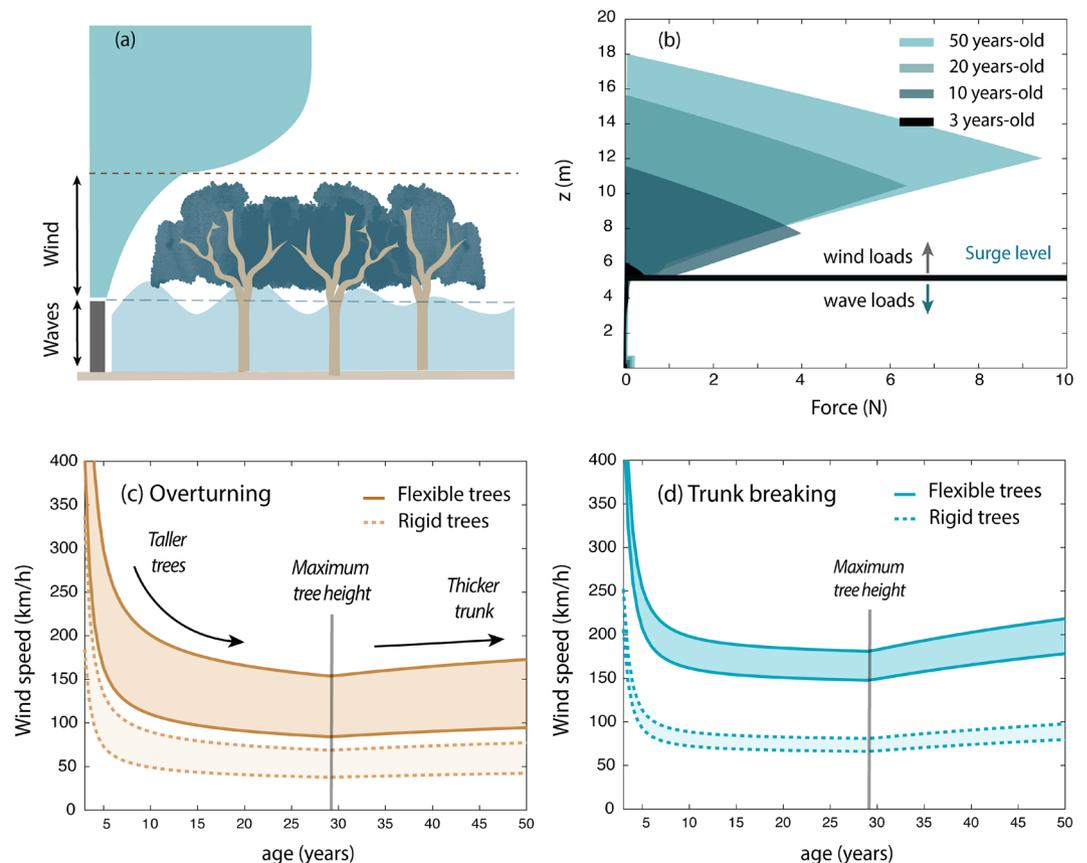 (a)
Wind
Waves
(b)
50 years-old
20 years-old
10 years-old
3 years-old
20
18
16
14
12
10
8
6
4
2
z (m)
wind loads
Surge level
wave loads
0
2
4
6
8
10
Force (N)
(c) Overturning
Flexible trees
Rigid trees
Taller
trees
Maximum
tree height
Thicker
trunk
400
350
300
250
200
150
100
50
0
Wind speed (km/h)
5
10
15
20
25
30
35
40
45
50
age (years)
(d) Trunk breaking
Flexible trees
Rigid trees
Maximum
tree height
400
350
300
250
200
150
100
50
0
Wind speed (km/h)
5
10
15
20
25
30
35
40
45
50
age (years)